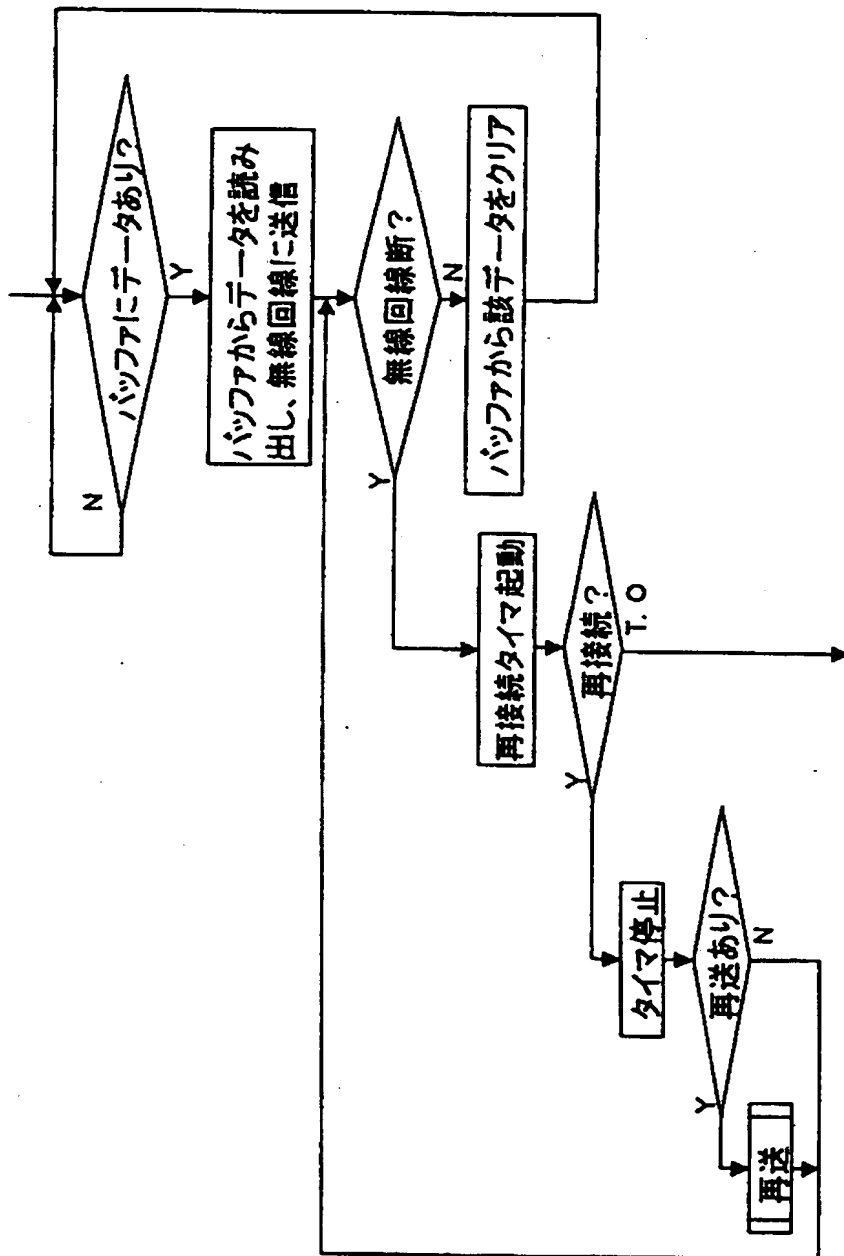 バッファにデータあり?
N
Y
バッファからデータを読み
出し、無線回線に送信
無線回線断?
Y
N
バッファから該データをクリア
再接続タイマ起動
再接続?
Y
T. O
タイマ停止
再送あり?
Y
N
再送